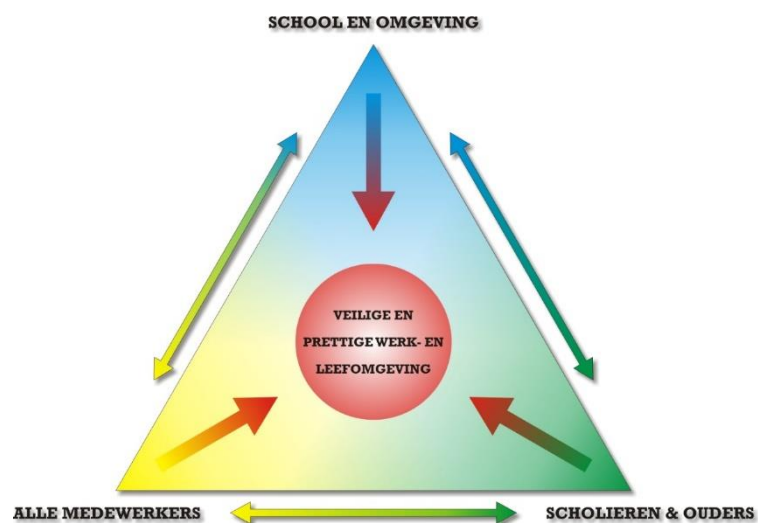 SCHOOL EN OMGEVING
VEILIGE EN
PRETTIGE WERK- EN
LEEFOMGEVING
ALLE MEDEWERKERS
SCHOLIEREN & OUDERS